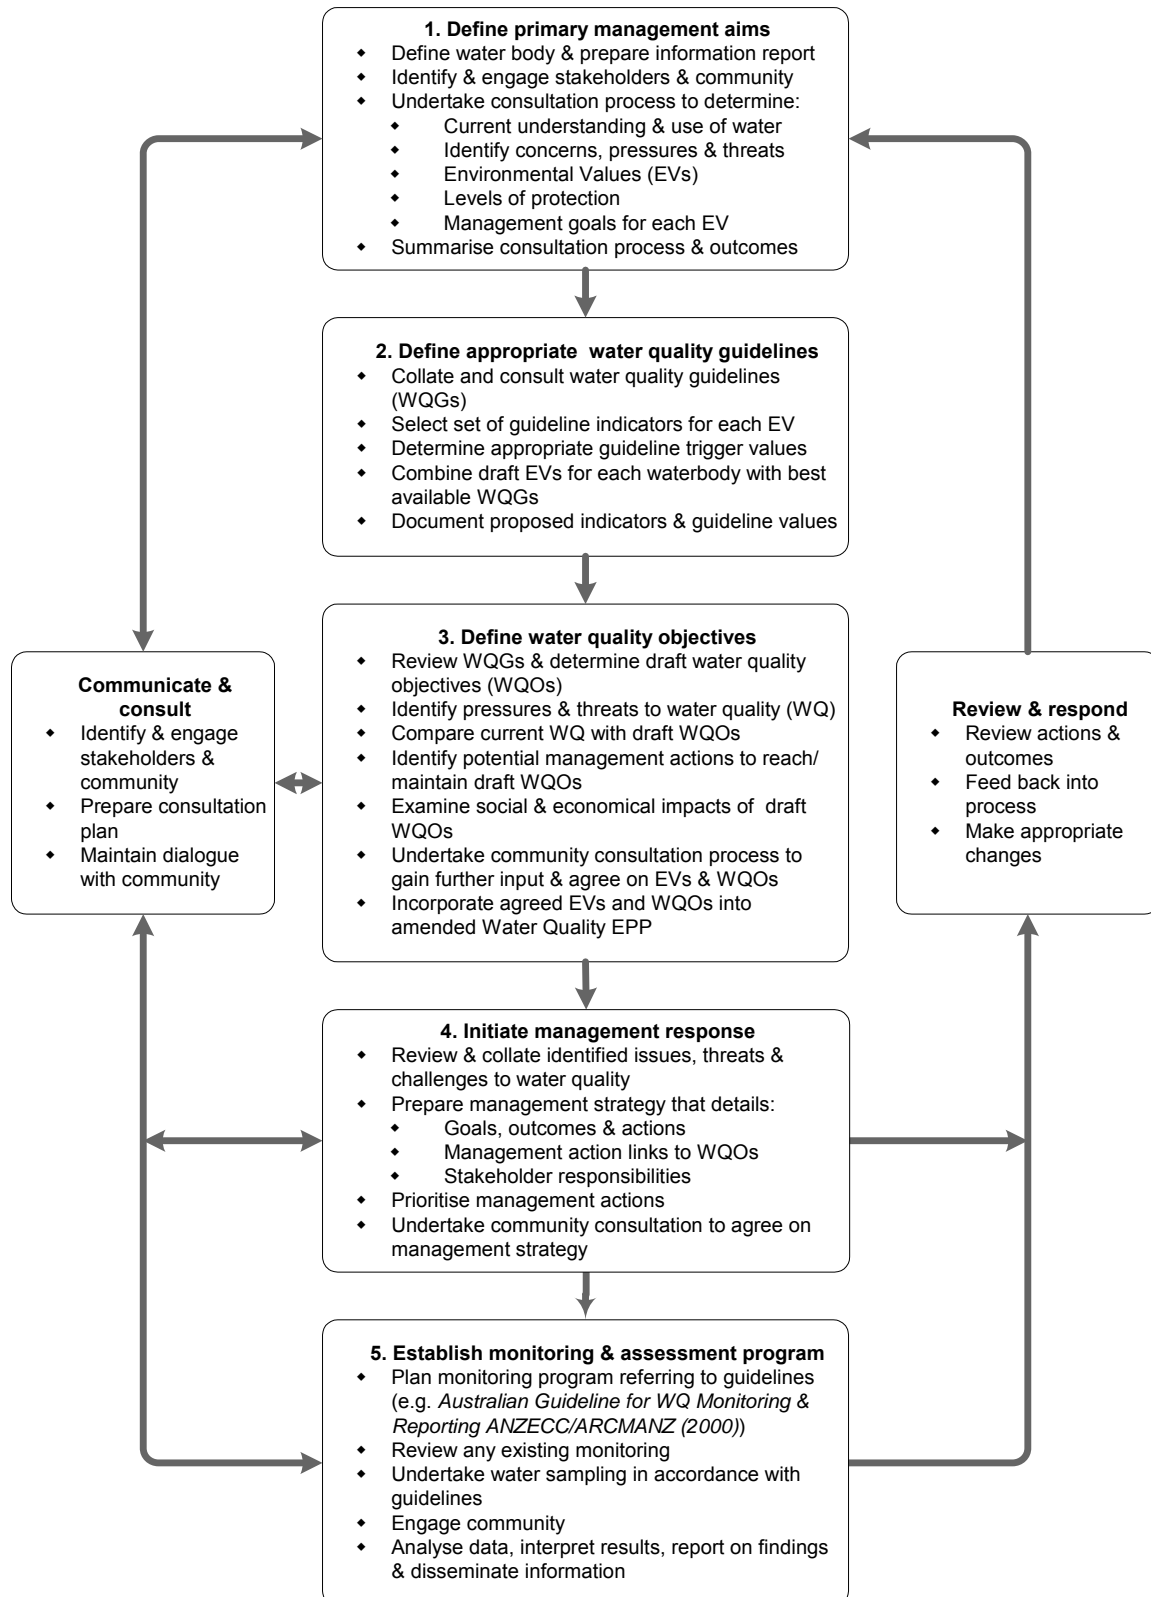 1. Define primary management aims
◆ Define water body & prepare information report
◆ Identify & engage stakeholders & community
◆ Undertake consultation process to determine:
◆ Current understanding & use of water
◆ Identify concerns, pressures & threats
◆ Environmental Values (EVs)
◆ Levels of protection
◆ Management goals for each EV
◆ Summarise consultation process & outcomes
2. Define appropriate water quality guidelines
◆ Collate and consult water quality guidelines
(WQGs)
◆ Select set of guideline indicators for each EV
◆ Determine appropriate guideline trigger values
◆ Combine draft EVs for each waterbody with best
available WQGs
◆ Document proposed indicators & guideline values
3. Define water quality objectives
◆ Review WQGs & determine draft water quality
objectives (WQOs)
◆ Identify pressures & threats to water quality (WQ)
◆ Compare current WQ with draft WQOs
◆ Identify potential management actions to reach/
maintain draft WQOs
◆ Examine social & economical impacts of draft
WQOs
◆ Undertake community consultation process to
gain further input & agree on EVs & WQOs
◆ Incorporate agreed EVs and WQOs into
amended Water Quality EPP
Communicate &
consult
◆ Identify & engage
stakeholders &
community
◆ Prepare consultation
plan
◆ Maintain dialogue
with community
Review & respond
◆ Review actions &
outcomes
◆ Feed back into
process
◆ Make appropriate
changes
4. Initiate management response
◆ Review & collate identified issues, threats &
challenges to water quality
◆ Prepare management strategy that details:
◆ Goals, outcomes & actions
◆ Management action links to WQOs
◆ Stakeholder responsibilities
◆ Prioritise management actions
◆ Undertake community consultation to agree on
management strategy
5. Establish monitoring & assessment program
◆ Plan monitoring program referring to guidelines
(e.g. Australian Guideline for WQ Monitoring &
Reporting ANZECC/ARCMANZ (2000))
◆ Review any existing monitoring
◆ Undertake water sampling in accordance with
guidelines
◆ Engage community
◆ Analyse data, interpret results, report on findings
& disseminate information